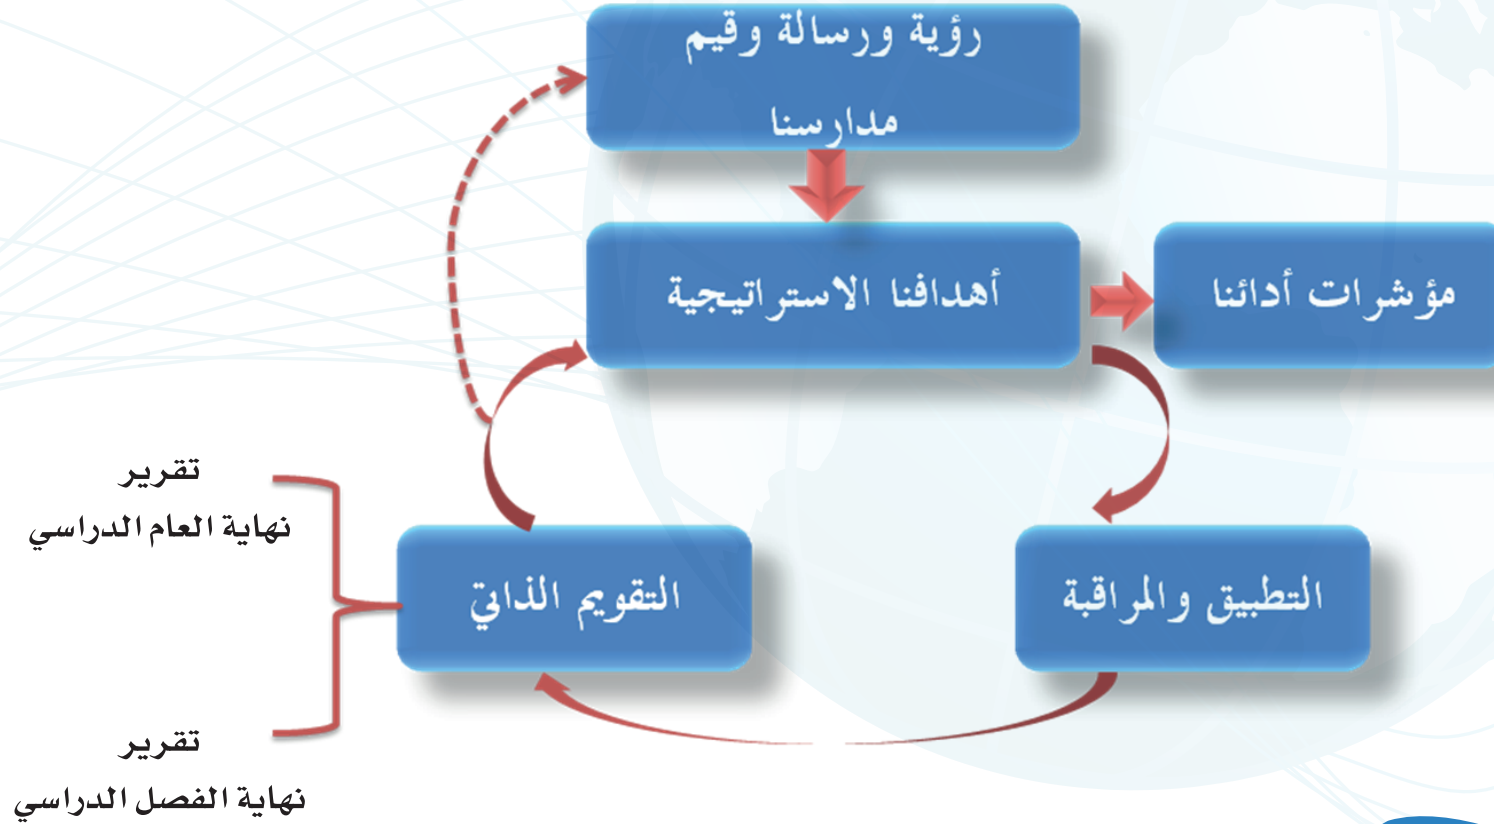 رؤية ورسالة وقيم
مدارسنا
أهدافنا الاستراتيجية
مؤشرات أدائنا
التطبيق والمراقبة
التقويم الذاتي
تقرير
نهاية العام الدراسي
تقرير
نهاية الفصل الدراسي